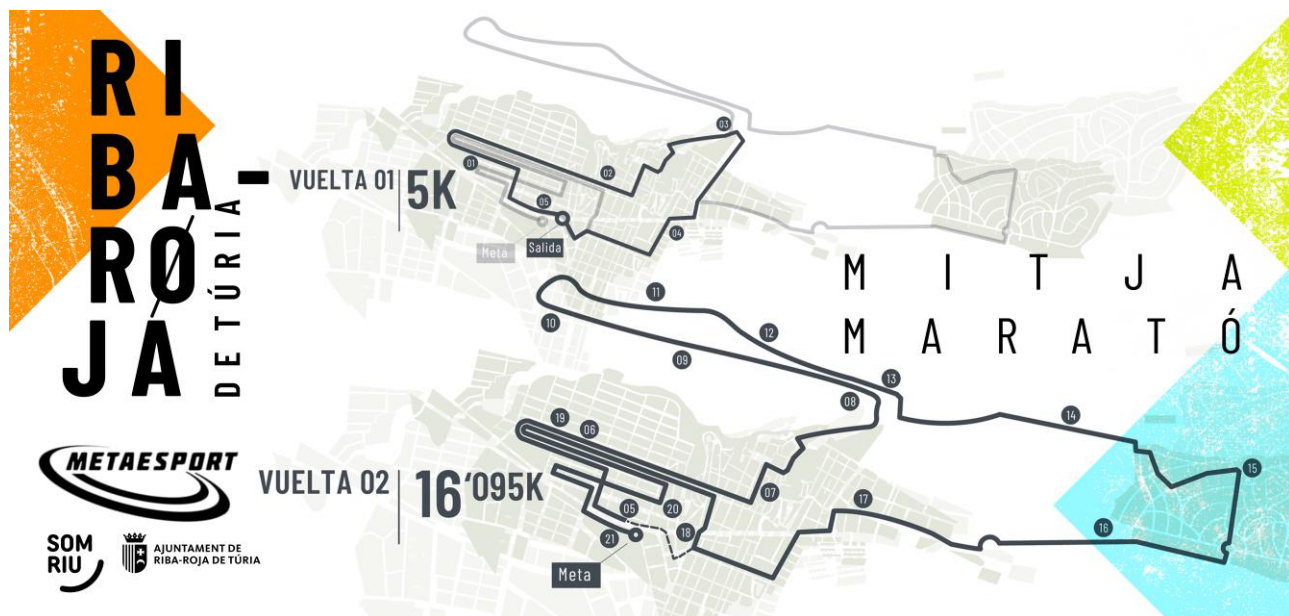 RI
BA
RO
JA
DE TÚRIA
VUELTA 01
5K
01
02
03
04
05
Meta
Salida
MITJA
MARATÓ
METAESPORT
SOM
RIU
AJUNTAMENT DE
RIBA-ROJA DE TÚRIA
VUELTA 02
16'095K
05
06
07
08
09
10
11
12
13
14
15
16
17
18
19
20
21
Meta